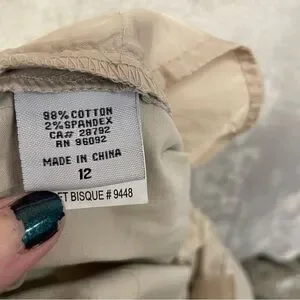 98% COTTON
2% SPANDEX
CA# 28792
RN 96092
MADE IN CHINA
12
BISQUE # 9448